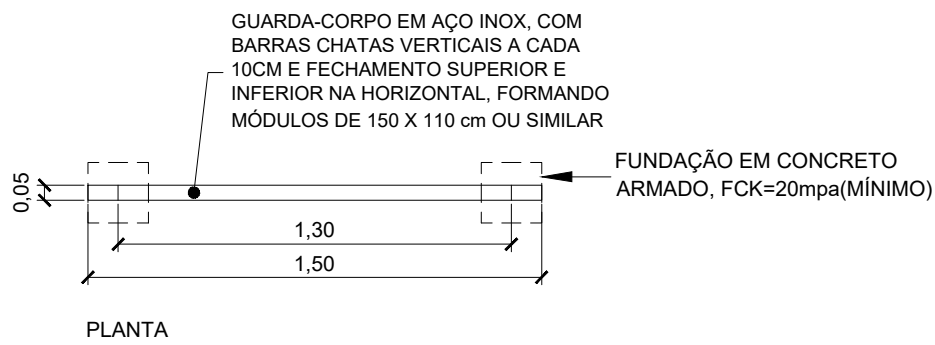 GUARDA-CORPO EM AÇO INOX, COM
BARRAS CHATAS VERTICAIS A CADA
10CM E FECHAMENTO SUPERIOR E
INFERIOR NA HORIZONTAL, FORMANDO
MÓDULOS DE 150 X 110 cm OU SIMILAR
FUNDAÇÃO EM CONCRETO
ARMADO, FCK=20mpa(MÍNIMO)
0,05
1,30
1,50
PLANTA